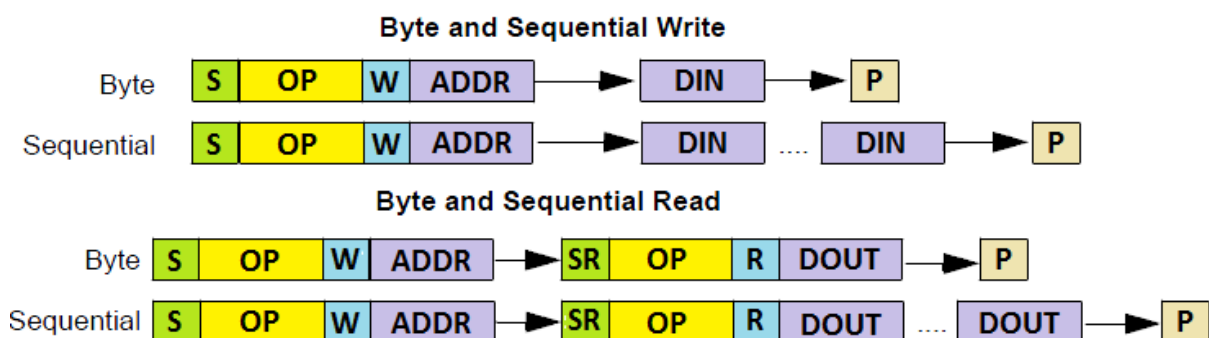 Byte and Sequential Write
Byte S OP W ADDR DIN P
Sequential S OP W ADDR DIN .... DIN P
Byte and Sequential Read
Byte S OP W ADDR SR OP R DOUT P
Sequential S OP W ADDR SR OP R DOUT .... DOUT P